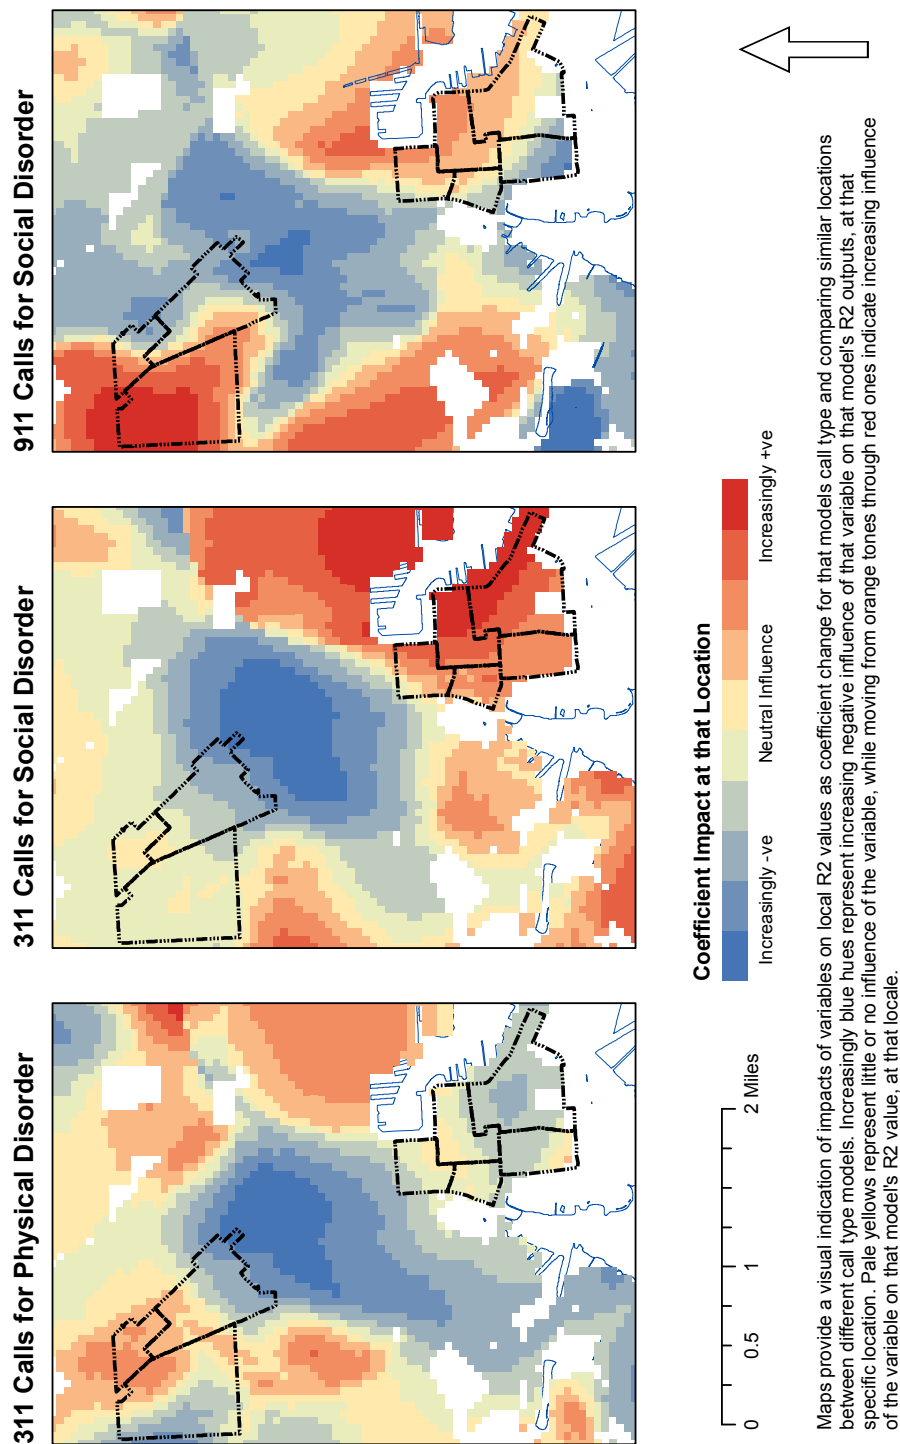 311 Calls for Physical Disorder
311 Calls for Social Disorder
911 Calls for Social Disorder
0 0.5 1 2 Miles
Coefficient Impact at that Location
Increasingly -ve Neutral Influence Increasingly +ve
Maps provide a visual indication of impacts of variables on local R2 values as coefficient change for that models call type and comparing similar locations
between different call type models. Increasingly blue hues represent increasing negative influence of that variable on that model's R2 outputs, at that
specific location. Pale yellows represent little or no influence of the variable, while moving from orange tones through red ones indicate increasing influence
of the variable on that model's R2 value, at that locale.